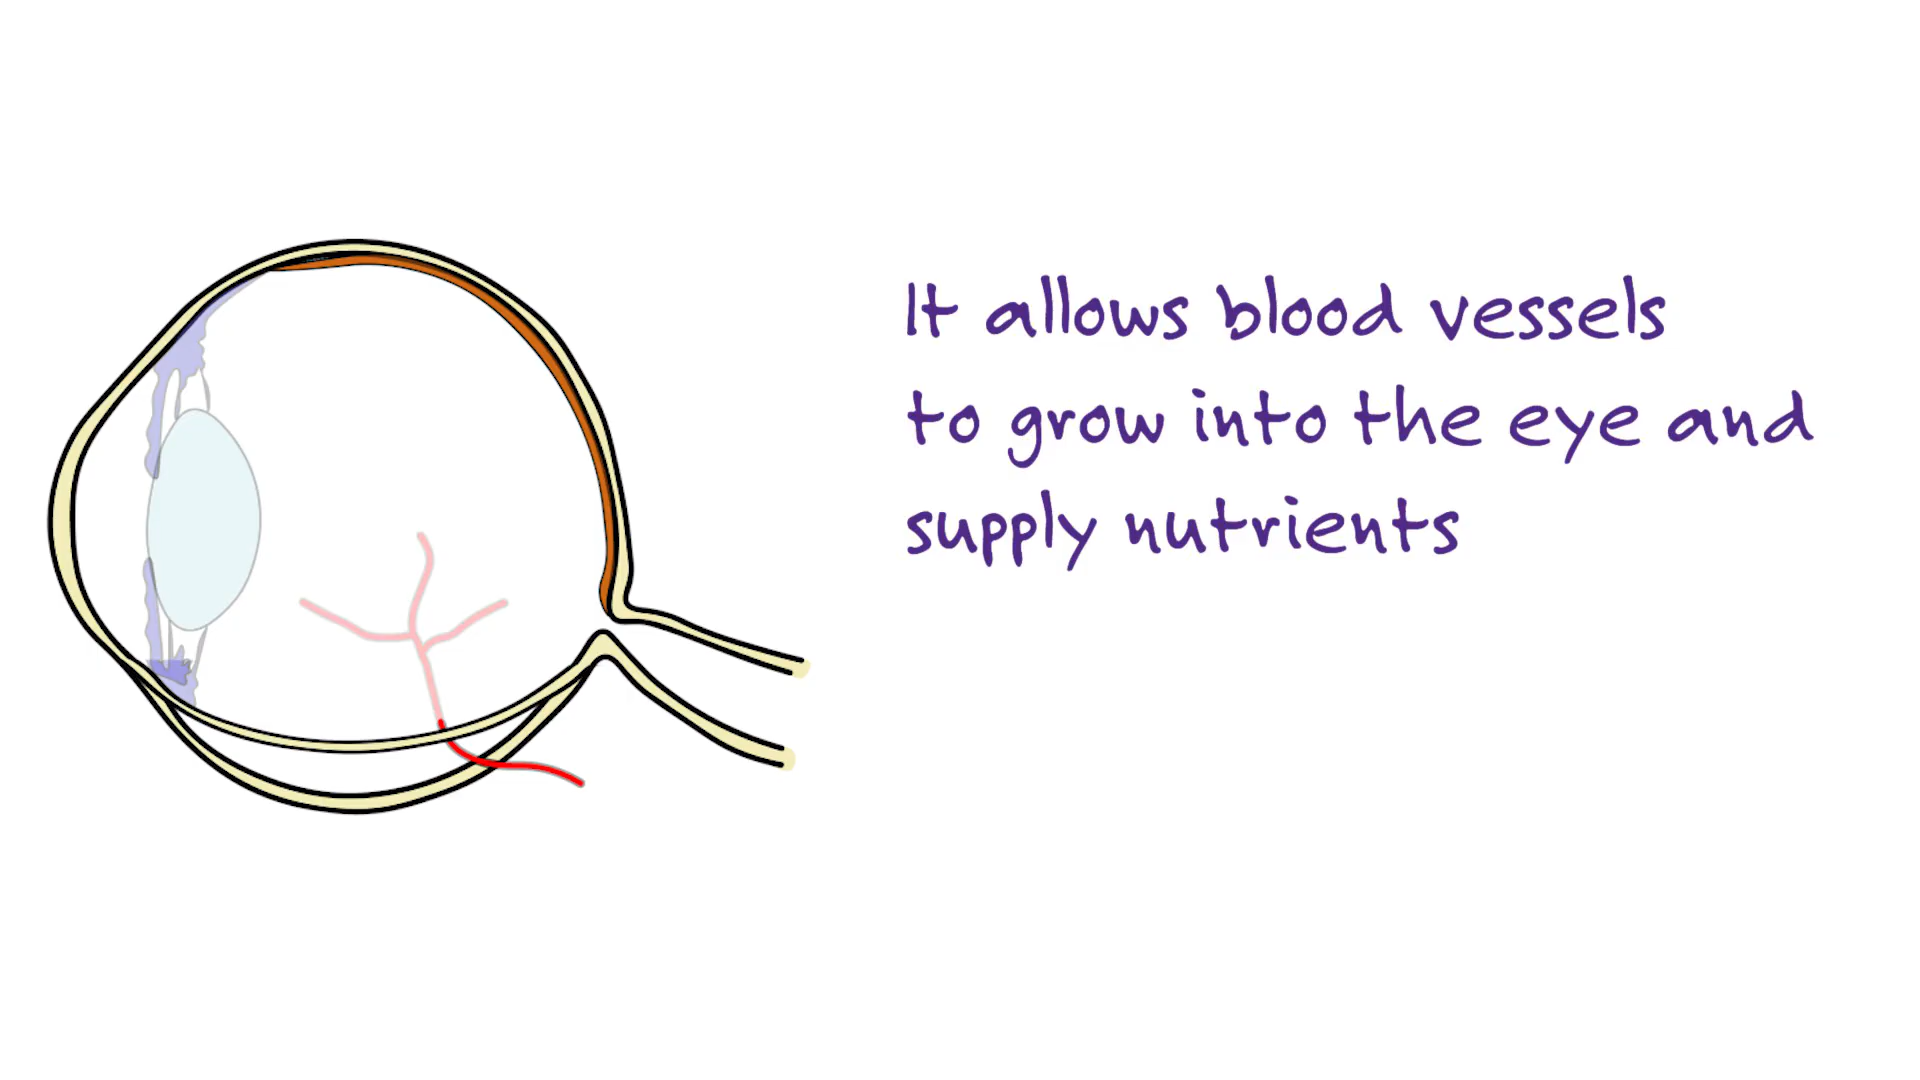 It allows blood vessels
to grow into the eye and
supply nutrients